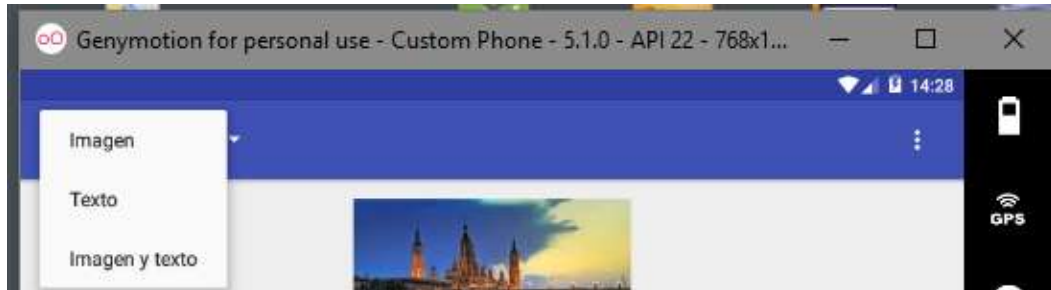 Genymotion for personal use - Custom Phone - 5.1.0 - API 22 - 768x1...
14:28
Imagen
Texto
Imagen y texto
GPS